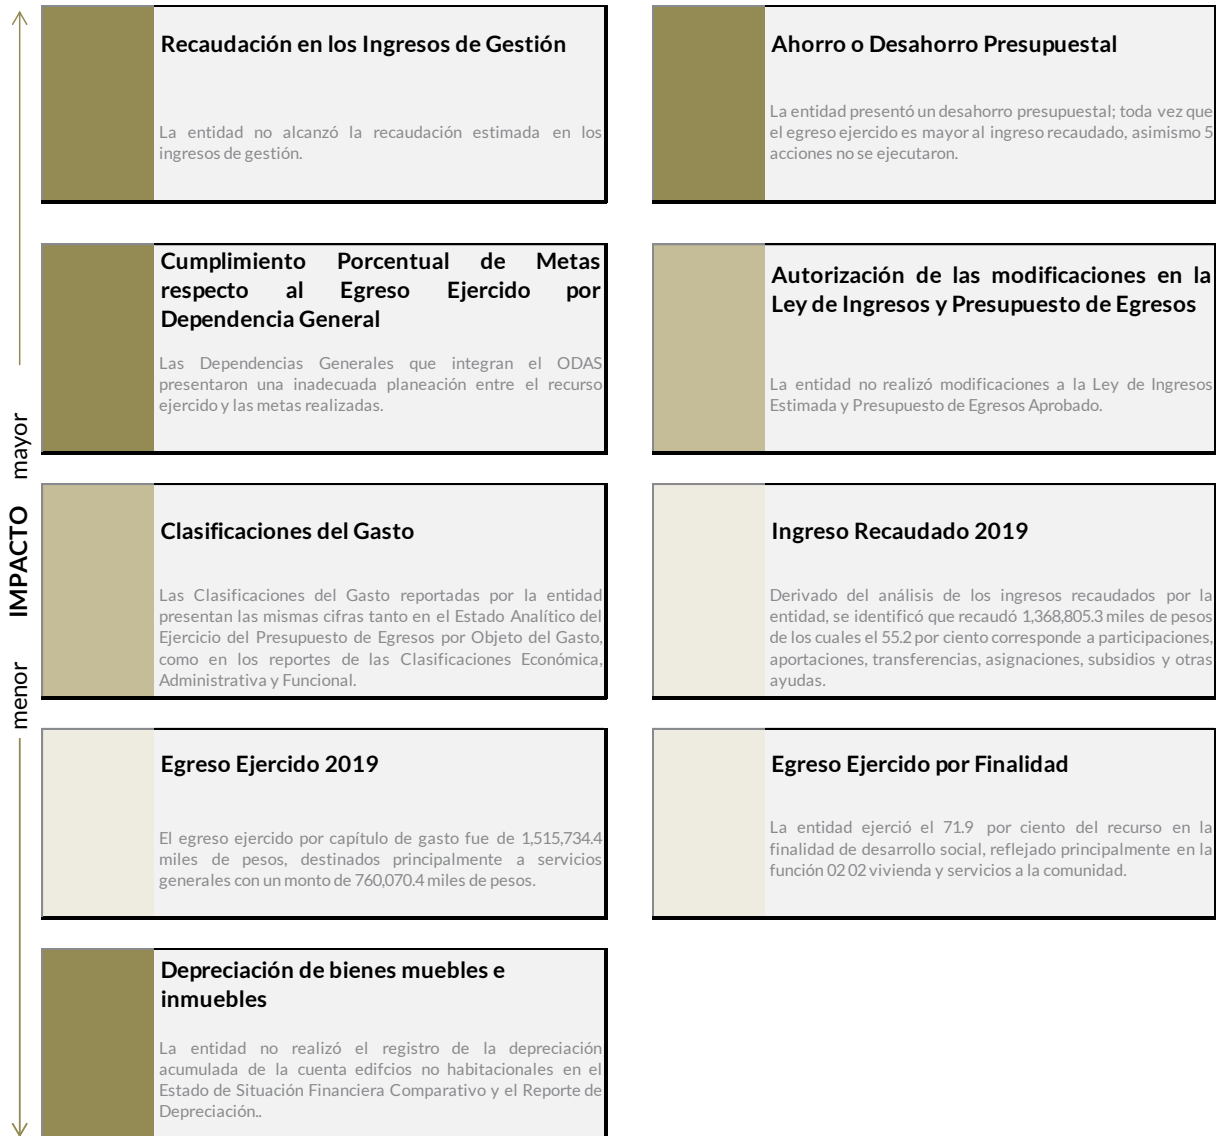 Recaudación en los Ingresos de Gestión
La entidad no alcanzó la recaudación estimada en los
ingresos de gestión.
Ahorro o Desahorro Presupuestal
La entidad presentó un desahorro presupuestal; toda vez que
el egreso ejercido es mayor al ingreso recaudado, asimismo 5
acciones no se ejecutaron.
Cumplimiento Porcentual de Metas
respecto al Egreso Ejercido por
Dependencia General
Las Dependencias Generales que integran el ODAS
presentaron una inadecuada planeación entre el recurso
ejercido y las metas realizadas.
Autorización de las modificaciones en la
Ley de Ingresos y Presupuesto de Egresos
La entidad no realizó modificaciones a la Ley de Ingresos
Estimada y Presupuesto de Egresos Aprobado.
menor IMPACTO mayor
Clasificaciones del Gasto
Las Clasificaciones del Gasto reportadas por la entidad
presentan las mismas cifras tanto en el Estado Analítico del
Ejercicio del Presupuesto de Egresos por Objeto del Gasto,
como en los reportes de las Clasificaciones Económica,
Administrativa y Funcional.
Ingreso Recaudado 2019
Derivado del análisis de los ingresos recaudados por la
entidad, se identificó que recaudó 1,368,805.3 miles de pesos
de los cuales el 55.2 por ciento corresponde a participaciones,
aportaciones, transferencias, asignaciones, subsidios y otras
ayudas.
Egreso Ejercido 2019
El egreso ejercido por capítulo de gasto fue de 1,515,734.4
miles de pesos, destinados principalmente a servicios
generales con un monto de 760,070.4 miles de pesos.
Egreso Ejercido por Finalidad
La entidad ejerció el 71.9 por ciento del recurso en la
finalidad de desarrollo social, reflejado principalmente en la
función 02 02 vivienda y servicios a la comunidad.
Depreciación de bienes muebles e
inmuebles
La entidad no realizó el registro de la depreciación
acumulada de la cuenta edifcios no habitacionales en el
Estado de Situación Financiera Comparativo y el Reporte de
Depreciación..